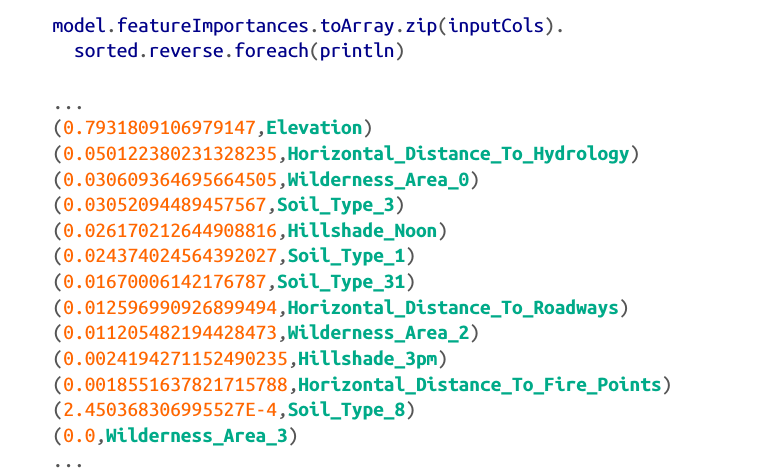 model.featureImportances.toArray.zip(inputCols).
sorted.reverse.foreach(println)
...
(0.7931809106979147,Elevation)
(0.050122380231328235,Horizontal_Distance_To_Hydrology)
(0.030609364695664505,Wilderness_Area_0)
(0.03052094489457567,Soil_Type_3)
(0.026170212644908816,Hillshade_Noon)
(0.024374024564392027,Soil_Type_1)
(0.01670006142176787,Soil_Type_31)
(0.012596990926899494,Horizontal_Distance_To_Roadways)
(0.011205482194428473,Wilderness_Area_2)
(0.0024194271152490235,Hillshade_3pm)
(0.0018551637821715788,Horizontal_Distance_To_Fire_Points)
(2.450368306995527E-4,Soil_Type_8)
(0.0,Wilderness_Area_3)
...